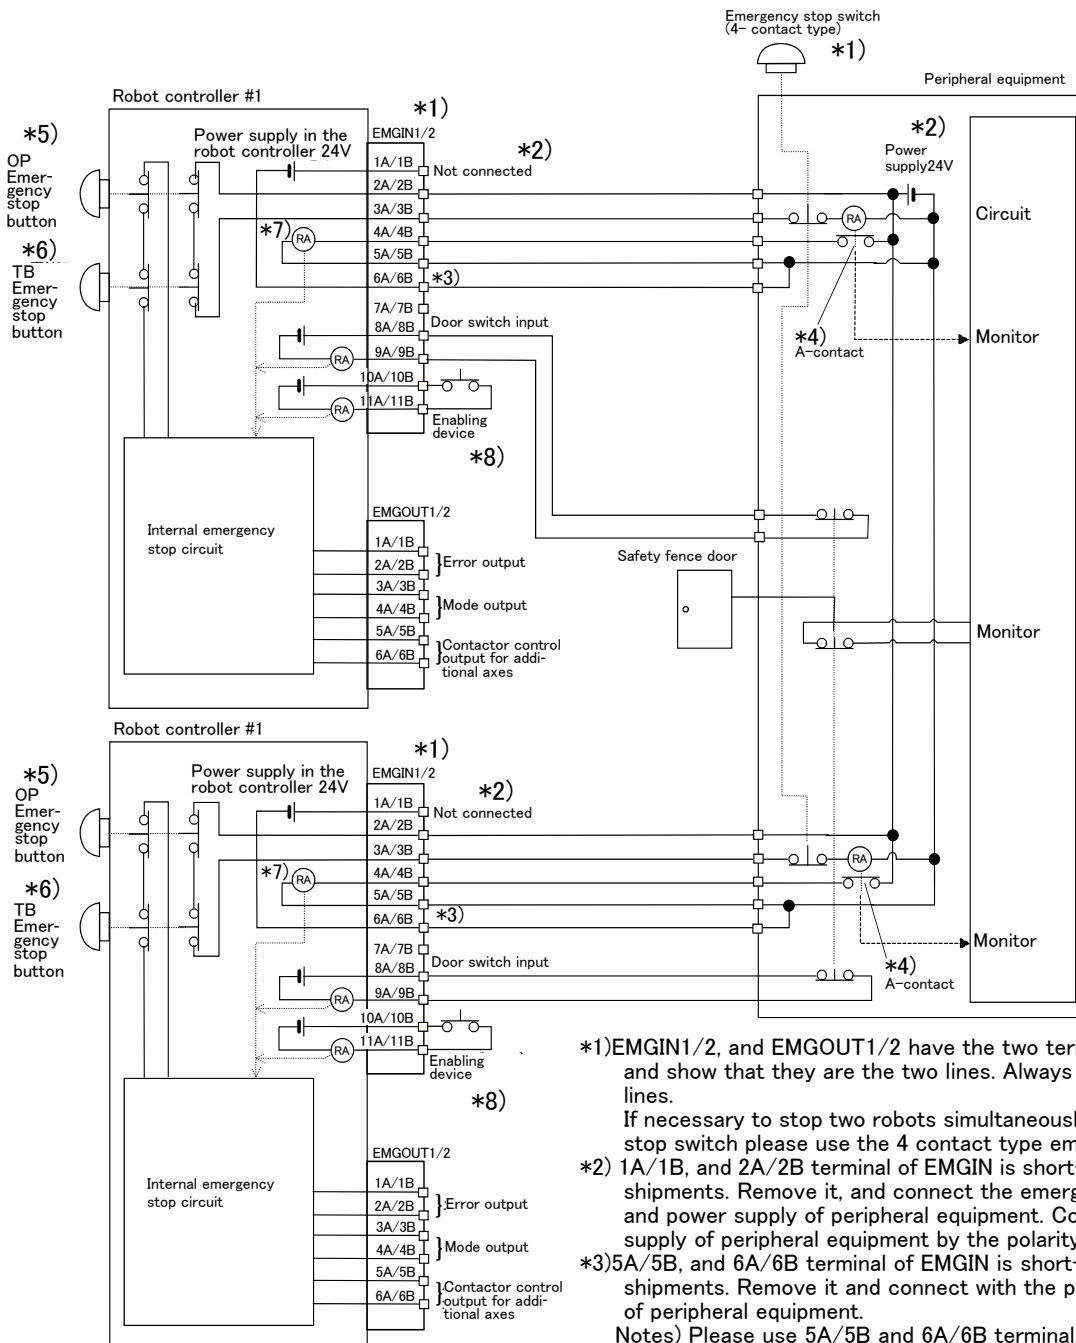 Emergency stop switch
(4- contact type)
*1)
Peripheral equipment
Robot controller #1
*1)
*5)
OP
Emer-
gency
stop
button
Power supply in the
robot controller 24V
EMGIN1/2
*2)
*2)
Power
supply24V
1A/1B
Not connected
2A/2B
3A/3B
Circuit
*6)
TB
Emer-
gency
stop
button
*7)
RA
4A/4B
RA
5A/5B
6A/6B
*3)
7A/7B
Door switch input
8A/8B
*4)
A-contact
Monitor
RA
9A/9B
10A/10B
RA
11A/11B
Enabling
device
*8)
Internal emergency
stop circuit
EMGOUT1/2
1A/1B
2A/2B
Error output
3A/3B
4A/4B
Mode output
5A/5B
6A/6B
Contactor control
output for addi-
tional axes
Safety fence door
Monitor
Robot controller #1
*1)
*5)
OP
Emer-
gency
stop
button
Power supply in the
robot controller 24V
EMGIN1/2
*2)
1A/1B
Not connected
2A/2B
3A/3B
*6)
TB
Emer-
gency
stop
button
*7)
RA
4A/4B
RA
5A/5B
6A/6B
*3)
7A/7B
Door switch input
8A/8B
*4)
A-contact
Monitor
RA
9A/9B
10A/10B
RA
11A/11B
Enabling
device
*8)
Internal emergency
stop circuit
EMGOUT1/2
1A/1B
2A/2B
Error output
3A/3B
4A/4B
Mode output
5A/5B
6A/6B
Contactor control
output for addi-
tional axes
*1)EMGIN1/2, and EMGOUT1/2 have the two ter
and show that they are the two lines. Always
lines.
If necessary to stop two robots simultaneous
stop switch please use the 4 contact type em
*2) 1A/1B, and 2A/2B terminal of EMGIN is short-
shipments. Remove it, and connect the emerg
and power supply of peripheral equipment. Co
supply of peripheral equipment by the polarity
*3)5A/5B, and 6A/6B terminal of EMGIN is short-
shipments. Remove it and connect with the p
of peripheral equipment.
Notes) Please use 5A/5B and 6A/6B terminal